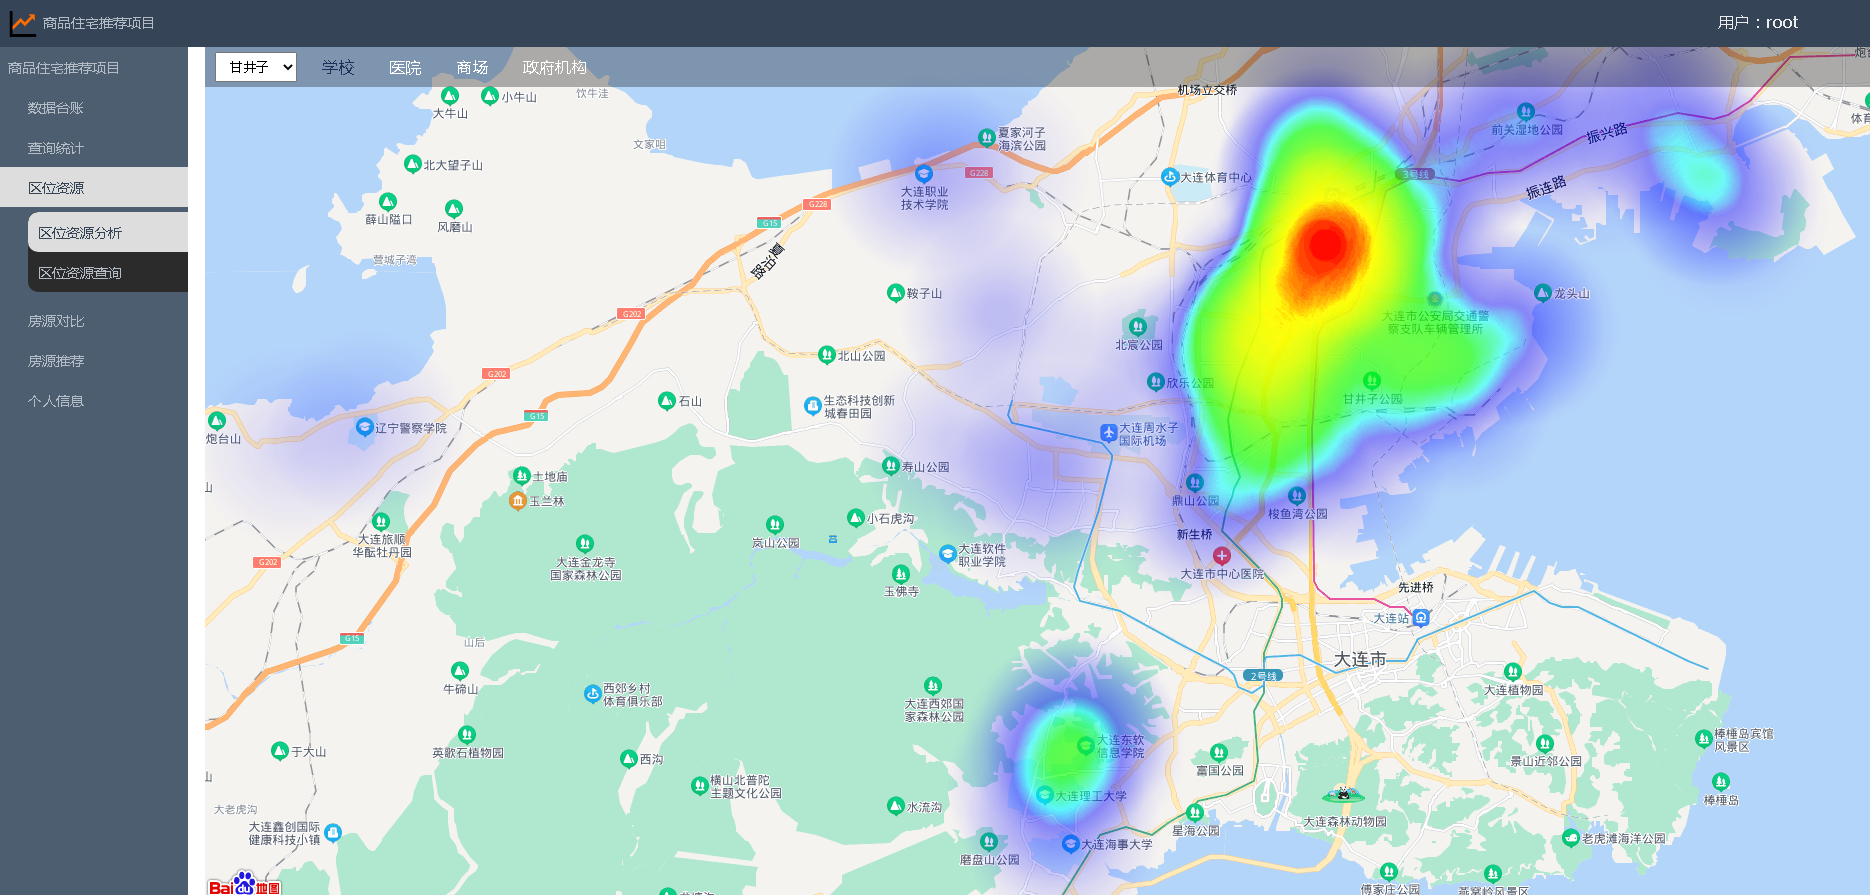 商品住宅推荐项目
用户：root
商品住宅推荐项目
数据台账
查询统计
区位资源
区位资源分析
区位资源查询
房源对比
房源推荐
个人信息
甘井子
学校
医院
商场
政府机构
大牛山
小牛山
饮牛洼
机场立交桥
文家咀
夏家河子
海滨公园
前关湿地公园
振兴路
北大望子山
G228
大连职业
技术学院
大连体育中心
3号线
振连路
薛山隘口
风磨山
G228
G15
营城子湾
夏泊路
鞍子山
龙头山
G202
大连市公安局交通警
察支队车辆管理所
北宸公园
北山公园
G202
欣乐公园
甘井子公园
石山
生态科技创新
城春田园
G15
炮台山
辽宁警察学院
大连周水子
国际机场
土地庙
寿山公园
玉兰林
鼎山公园
梭鱼湾公园
大连旅顺
华酝牡丹园
岚山公园
小石虎沟
新生桥
大连金龙寺
国家森林公园
大连软件
职业学院
大连市中心医院
G202
玉佛寺
先进桥
大连站
G15
山后
大连市
2号线
牛蹄山
西郊乡村
体育俱乐部
大连西郊国
家森林公园
大连植物园
英歌石植物园
大连东软
信息学院
棒棰岛宾馆
风景区
于大山
西沟
富国公园
景山近邻公园
横山北普陀
主题文化公园
大连理工大学
棒棰岛
大老虎沟
水流沟
大连鑫创国际
健康科技小镇
星海公园
大连森林动物园
大连海事大学
老虎滩海洋公园
磨盘山公园
Bai du 地图
傅家庄公园
燕窝岭风景区